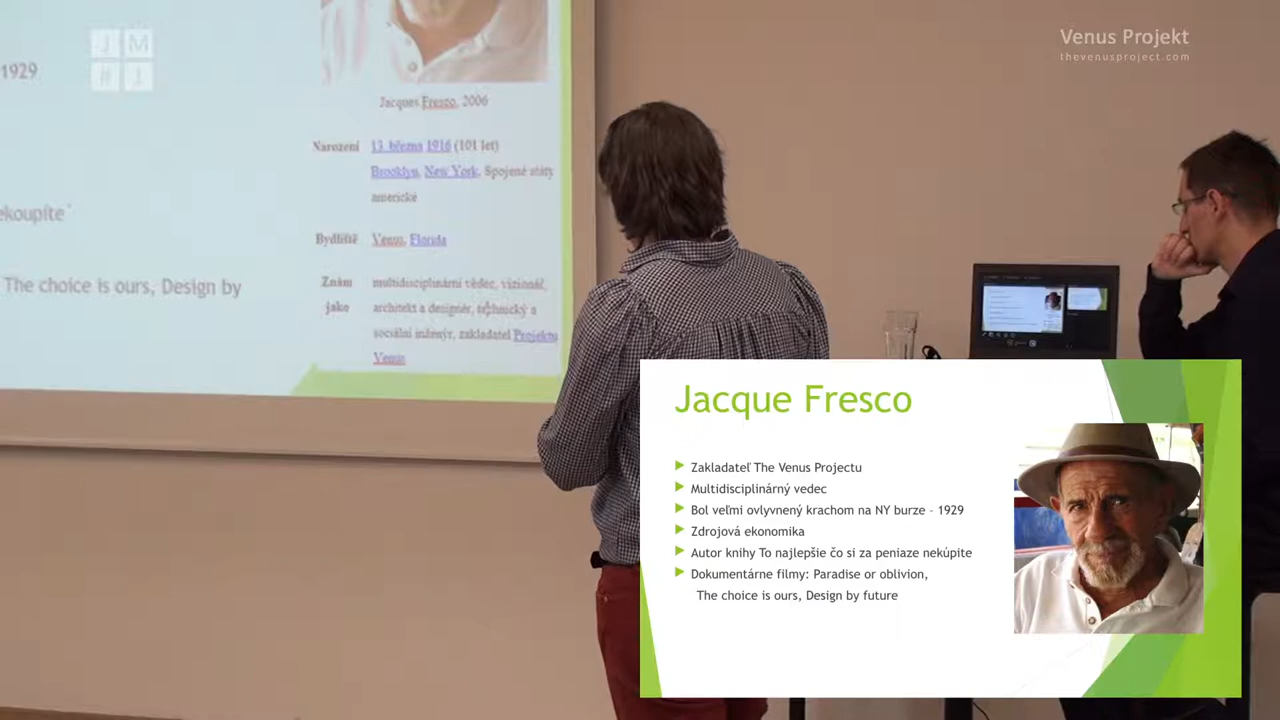 J M
# 1
Venus Projekt
thevenusproject.com
1929
ekoupíte
The choice is ours, Design by
Jacques Fresco, 2006
Narození 13. března 1916 (101 let)
Brooklyn, New York, Spojené státy
americké
Bydliště Venus, Florida
Znám multidisciplinární vědec, vizionář,
jako architekt a designér, technický a
sociální inženýr, zakladatel Projektu
Venus
Jacque Fresco
Zakladateľ The Venus Projectu
Multidisciplinárný vedec
Bol veľmi ovlyvnený krachom na NY burze - 1929
Zdrojová ekonomika
Autor knihy To najlepšie čo si za peniaze nekúpite
Dokumentárne filmy: Paradise or oblivion,
The choice is ours, Design by future